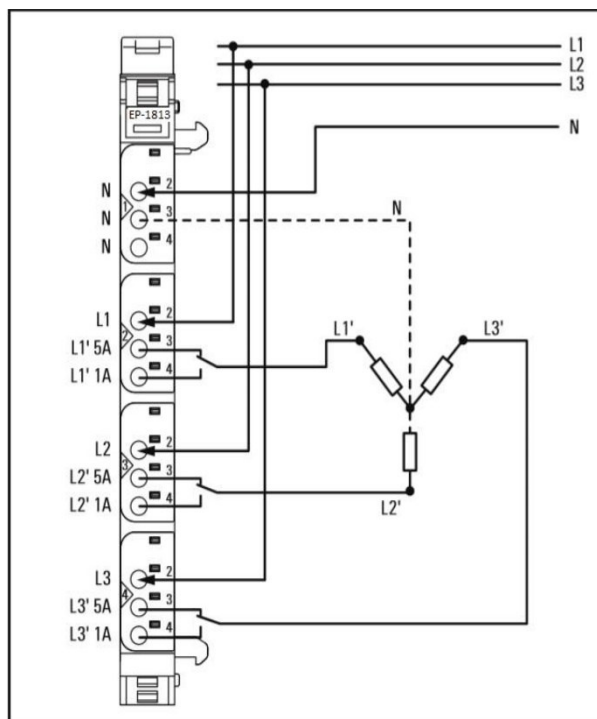 L1
L2
L3
EP-1813
N
N 2
N 1 3 N
N 4
L1 2
L1' 5A 2 3 L1' L3'
L1' 1A 4
L2 2
L2' 5A 3 3
L2' 1A 4 L2'
L3 2
L3' 5A 4 3
L3' 1A 4